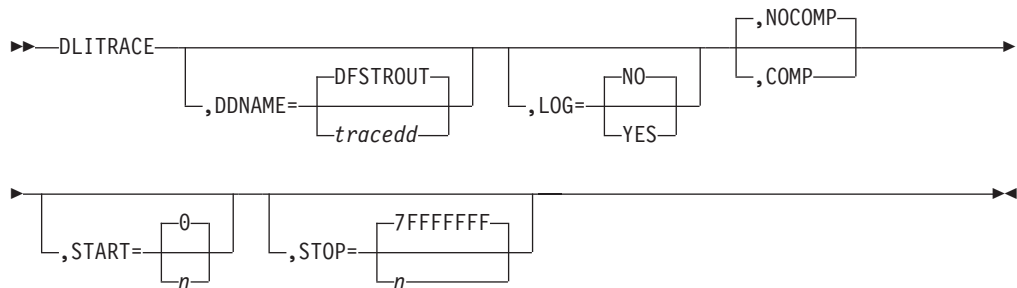 ,NOCOMP
DLITRACE
DFSTROUT NO ,COMP
,DDNAME= ,LOG=
tracedd YES
0 7FFFFFFF
,START= ,STOP=
n n